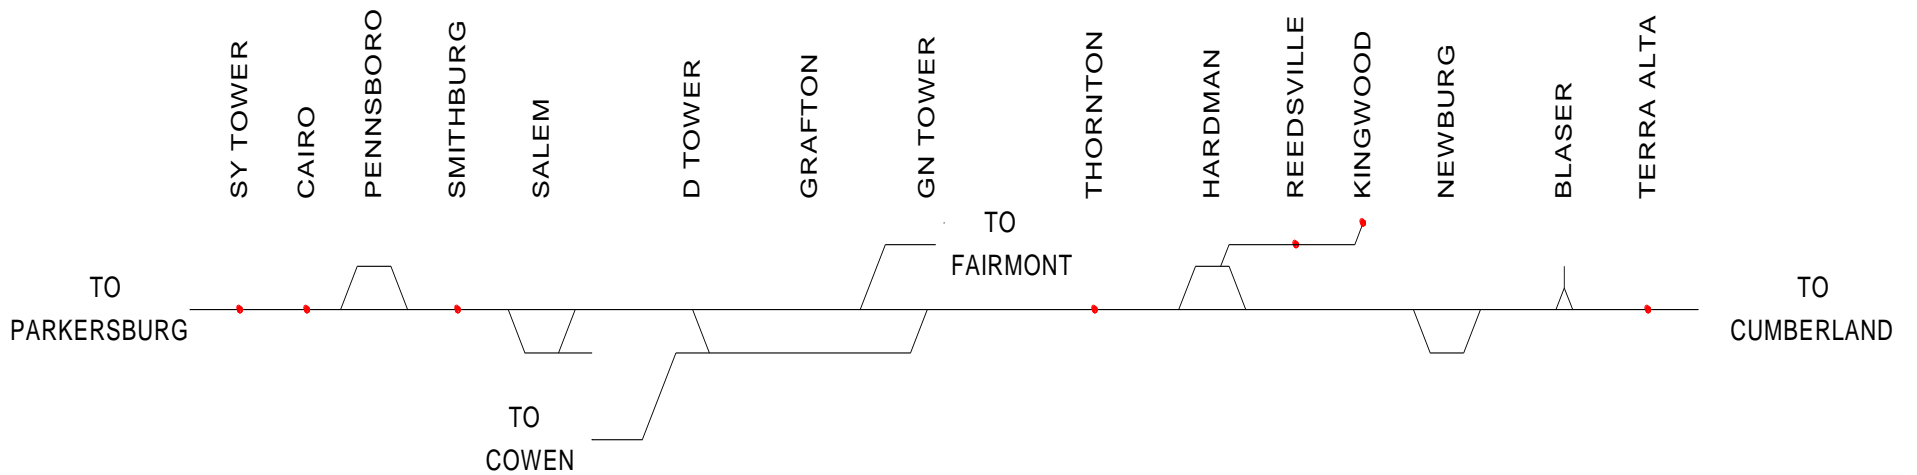 SY TOWER
CAIRO
PENNSBORO
SMITHBURG
SALEM
D TOWER
GRAFTON
GN TOWER
THORNTON
HARDMAN
REEDSVILLE
KINGWOOD
NEWBURG
BLASER
TERRA ALTA
TO
PARKERSBURG
TO
FAIRMONT
TO
CUMBERLAND
TO
COWEN